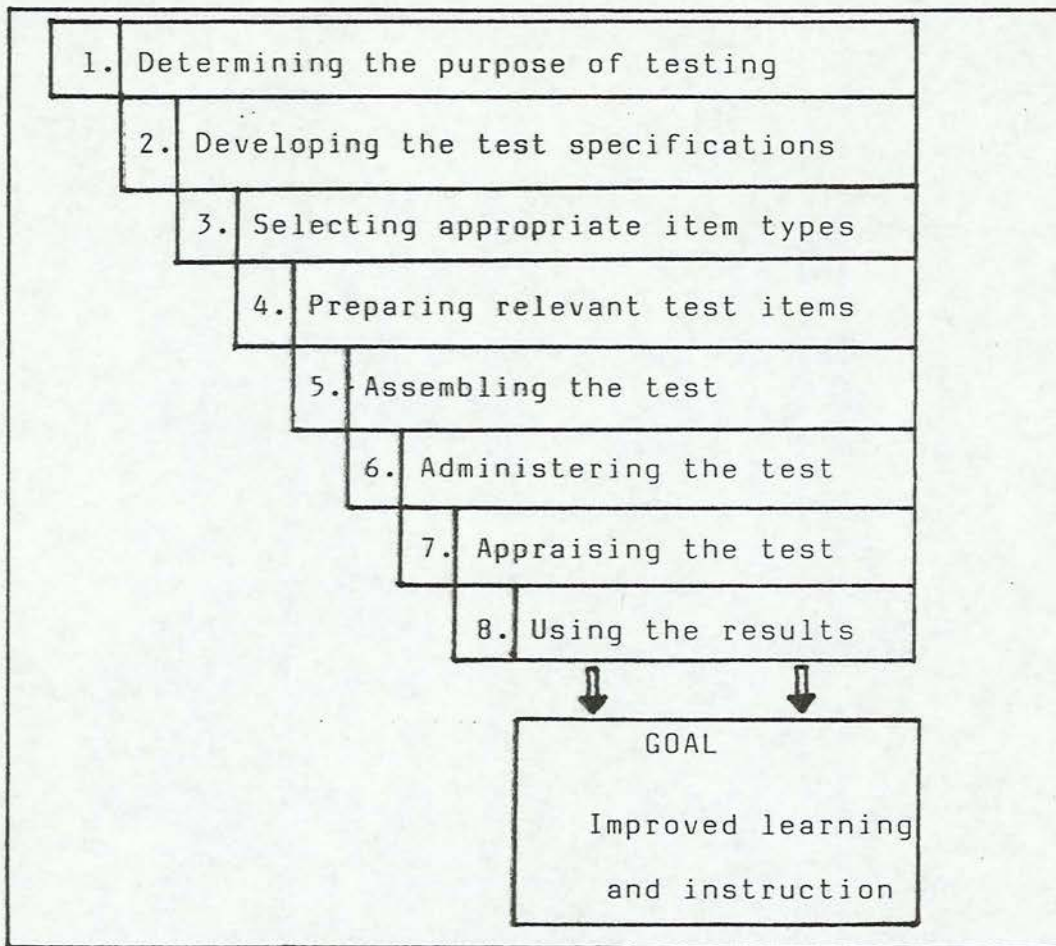 1. Determining the purpose of testing
2. Developing the test specifications
3. Selecting appropriate item types
4. Preparing relevant test items
5. Assembling the test
6. Administering the test
7. Appraising the test
8. Using the results
GOAL
Improved learning
and instruction